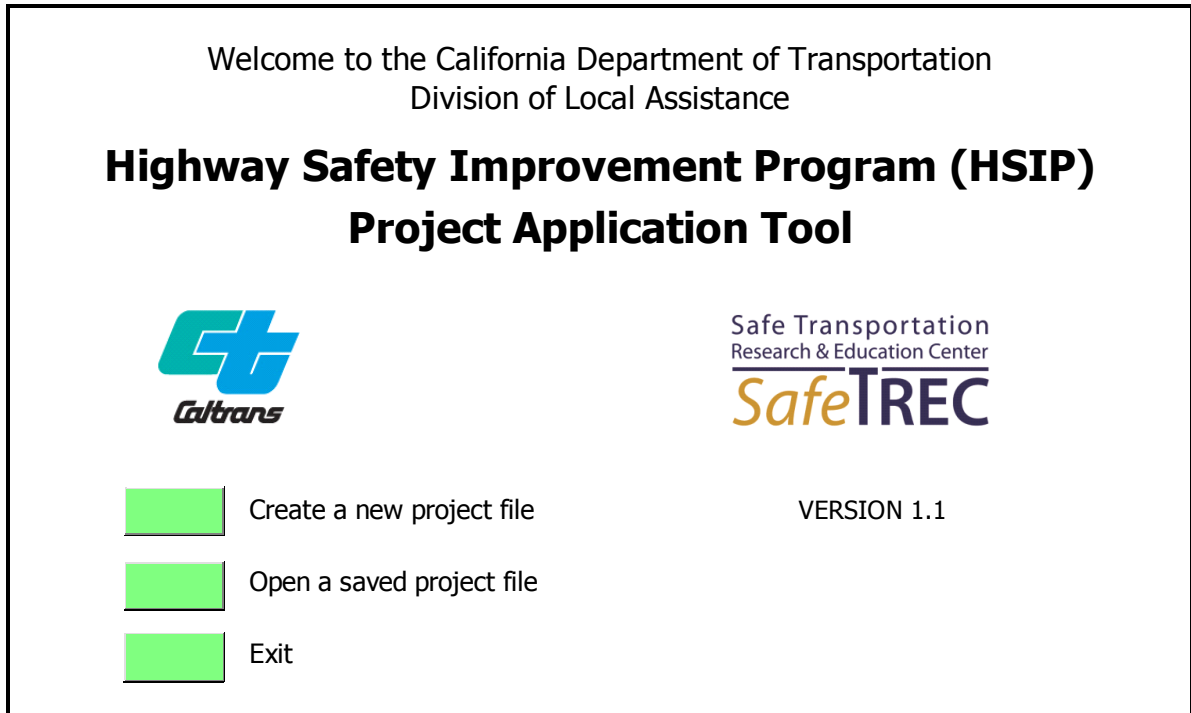 Welcome to the California Department of Transportation
Division of Local Assistance
Highway Safety Improvement Program (HSIP)
Project Application Tool
Caltrans
Safe Transportation
Research & Education Center
SafeTREC
Create a new project file
VERSION 1.1
Open a saved project file
Exit